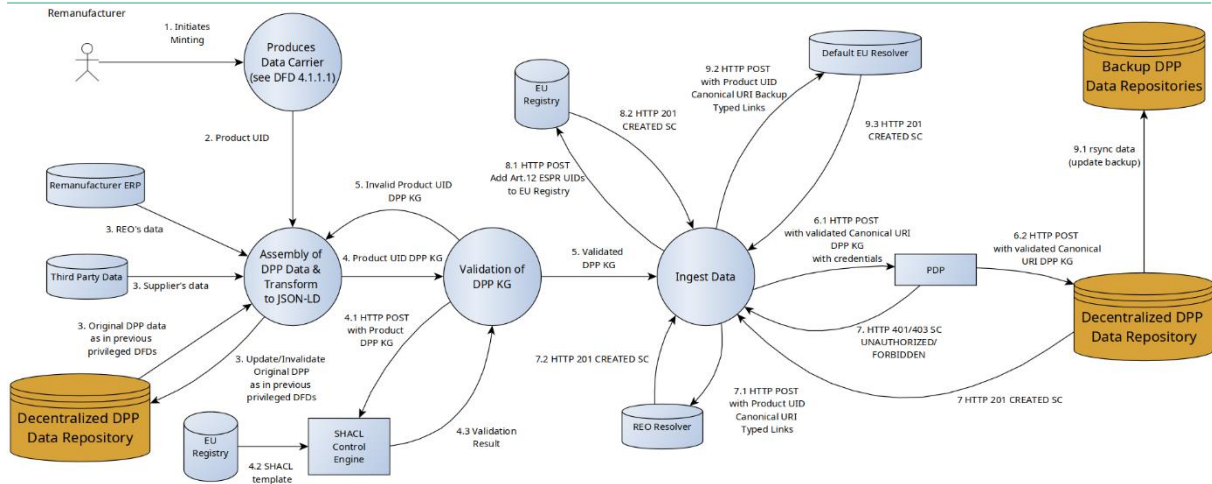 Remanufacturer
1. Initiates
Minting
Produces
Data Carrier
(see DFD 4.1.1.1)
2. Product UID
Remanufacturer ERP
3. REO's data
Third Party Data
3. Supplier's data
3. Original DPP data
as in previous
privileged DFDs
Decentralized DPP
Data Repository
3. Update/Invalidate
Original DPP
as in previous
privileged DFDs
Assembly of
DPP Data &
Transform
to JSON-LD
5. Invalid Product UID
DPP KG
4. Product UID DPP KG
Validation of
DPP KG
4.1 HTTP POST
with Product
DPP KG
EU
Registry
4.2 SHACL
template
SHACL
Control
Engine
4.3 Validation
Result
5. Validated
DPP KG
EU
Registry
8.1 HTTP POST
Add Art.12 ESPR UIDs
to EU Registry
8.2 HTTP 201
CREATED SC
9.2 HTTP POST
with Product UID
Canonical URI Backup
Typed Links
Default EU Resolver
9.3 HTTP 201
CREATED SC
Ingest Data
6.1 HTTP POST
with validated Canonical URI
DPP KG
with credentials
PDP
6.2 HTTP POST
with validated Canonical
URI DPP KG
7. HTTP 401/403 SC
UNAUTHORIZED/
FORBIDDEN
7.2 HTTP 201 CREATED SC
REO Resolver
7.1 HTTP POST
with Product UID
Canonical URI
Typed Links
7 HTTP 201 CREATED SC
Decentralized DPP
Data Repository
9.1 rsync data
(update backup)
Backup DPP
Data Repositories